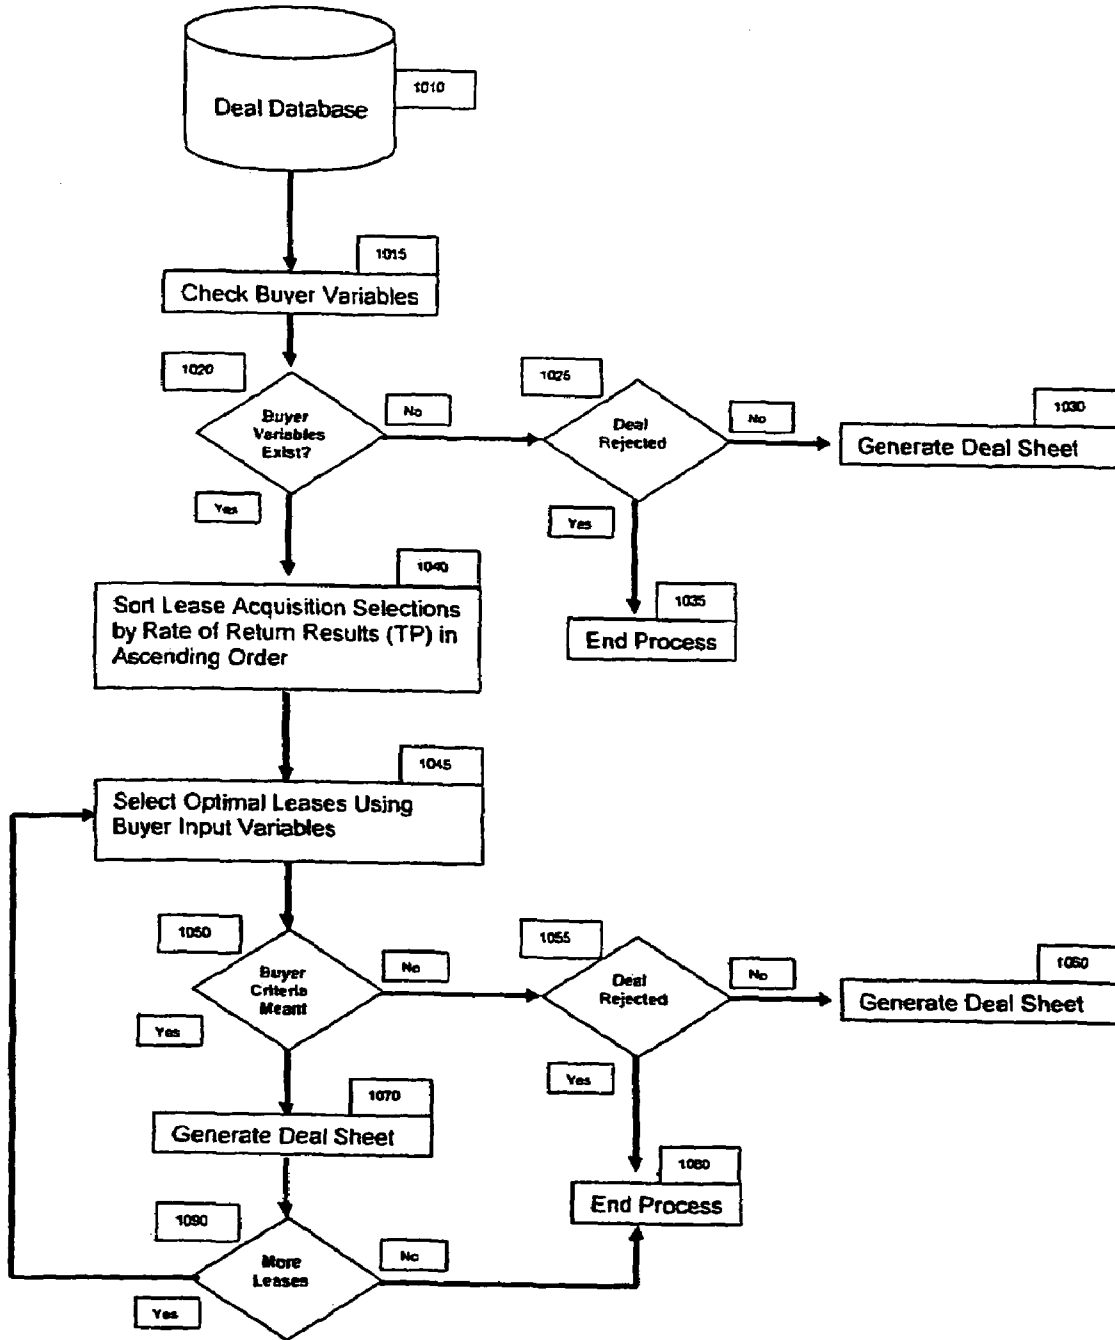 1010
Deal Database
1015
Check Buyer Variables
1020
Buyer
Variables
Exist?
No
1025
Deal
Rejected
No
1030
Generate Deal Sheet
Yes
Yes
1040
Sort Lease Acquisition Selections
by Rate of Return Results (TP) in
Ascending Order
1035
End Process
1045
Select Optimal Leases Using
Buyer Input Variables
1050
Buyer
Criteria
Meant
No
1055
Deal
Rejected
No
1060
Generate Deal Sheet
Yes
Yes
1070
Generate Deal Sheet
1080
End Process
1090
More
Leases
No
Yes